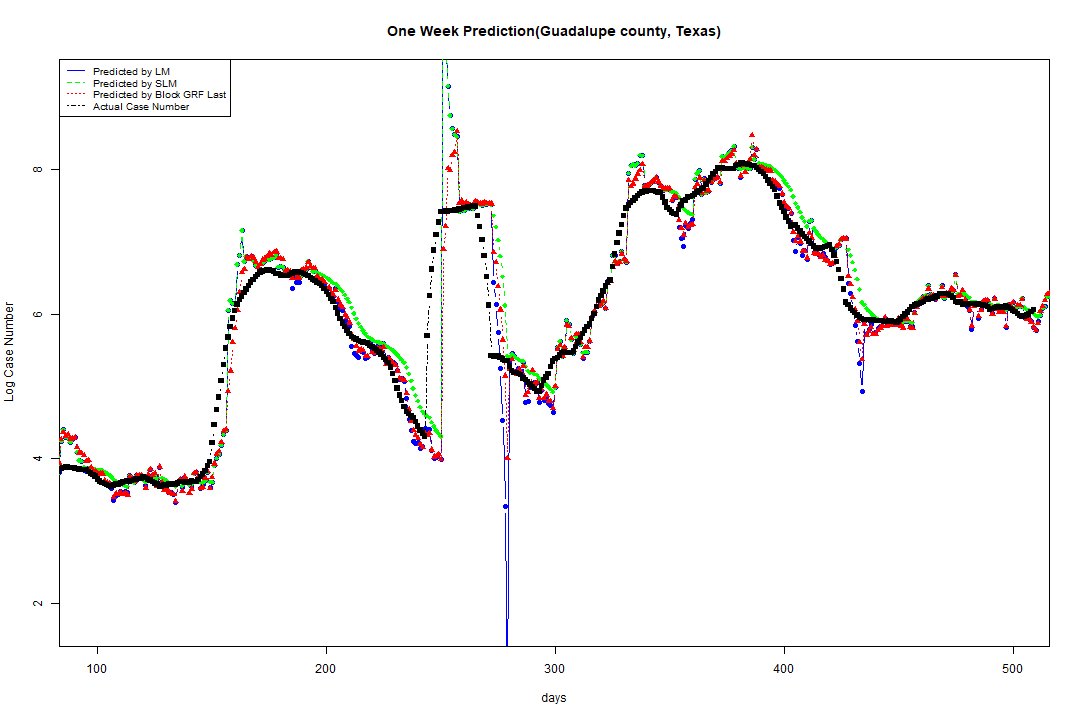 One Week Prediction(Guadalupe county, Texas)
Predicted by LM
Predicted by SLM
Predicted by Block GRF Last
Actual Case Number
8
6
4
2
Log Case Number
100 200 300 400 500
days